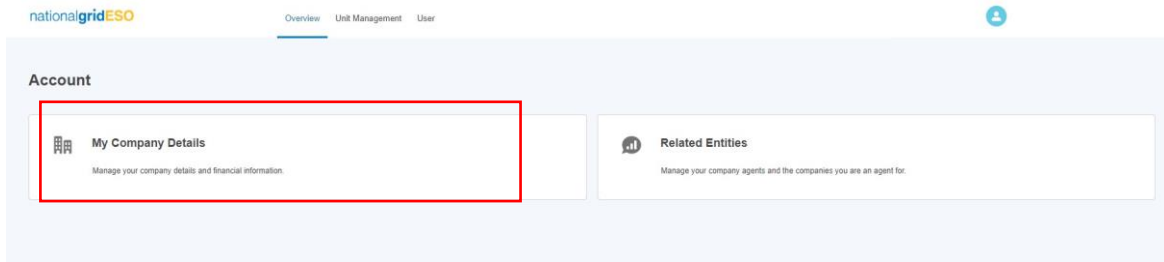 nationalgridESO
Overview Unit Management User
Account
My Company Details
Manage your company details and financial information.
Related Entities
Manage your company agents and the companies you are an agent for.